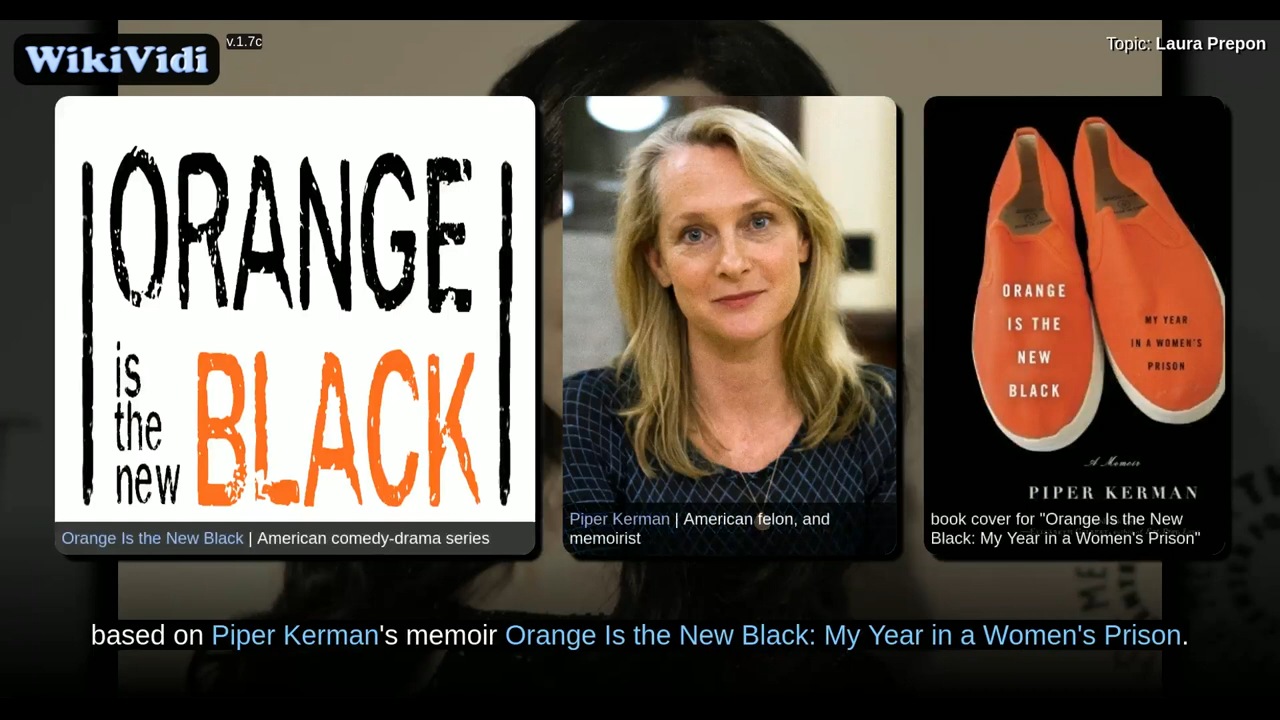 WikiVidi
v.1.7c
Topic: Laura Prepon
ORANGE
is
the
new
BLACK
Orange Is the New Black | American comedy-drama series
Piper Kerman | American felon, and
memoirist
ORANGE
IS THE
NEW
BLACK
MY YEAR
IN A WOMEN'S
PRISON
A Memoir
PIPER KERMAN
book cover for "Orange Is the New
Black: My Year in a Women's Prison"
based on Piper Kerman's memoir Orange Is the New Black: My Year in a Women's Prison.